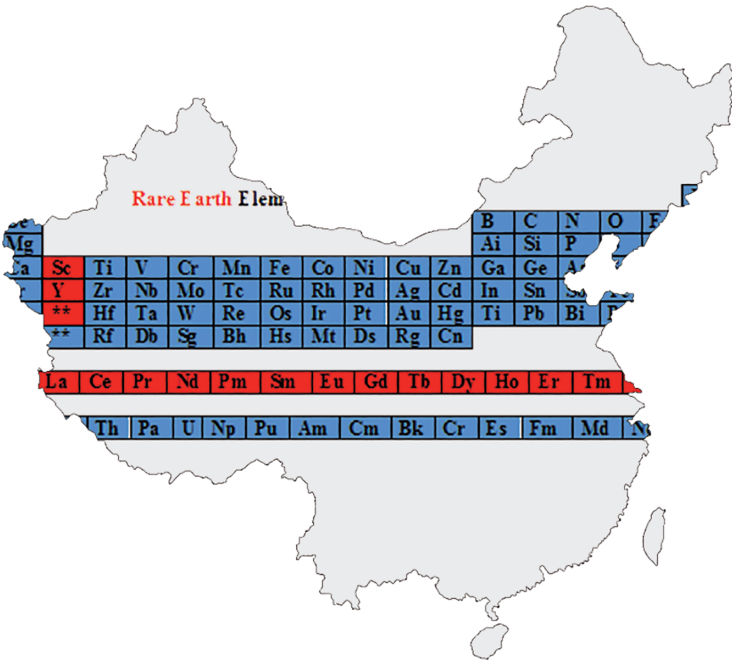 Rare Earth Elem
B C N O F
Mg Ai Si P
Ca Sc Ti V Cr Mn Fe Co Ni Cu Zn Ga Ge
Y Zr Nb Mo Tc Ru Rh Pd Ag Cd In Sn
** Hf Ta W Re Os Ir Pt Au Hg Ti Pb Bi
** Rf Db Sg Bh Hs Mt Ds Rg Cn
La Ce Pr Nd Pm Sm Eu Gd Tb Dy Ho Er Tm
Th Pa U Np Pu Am Cm Bk Cr Es Fm Md